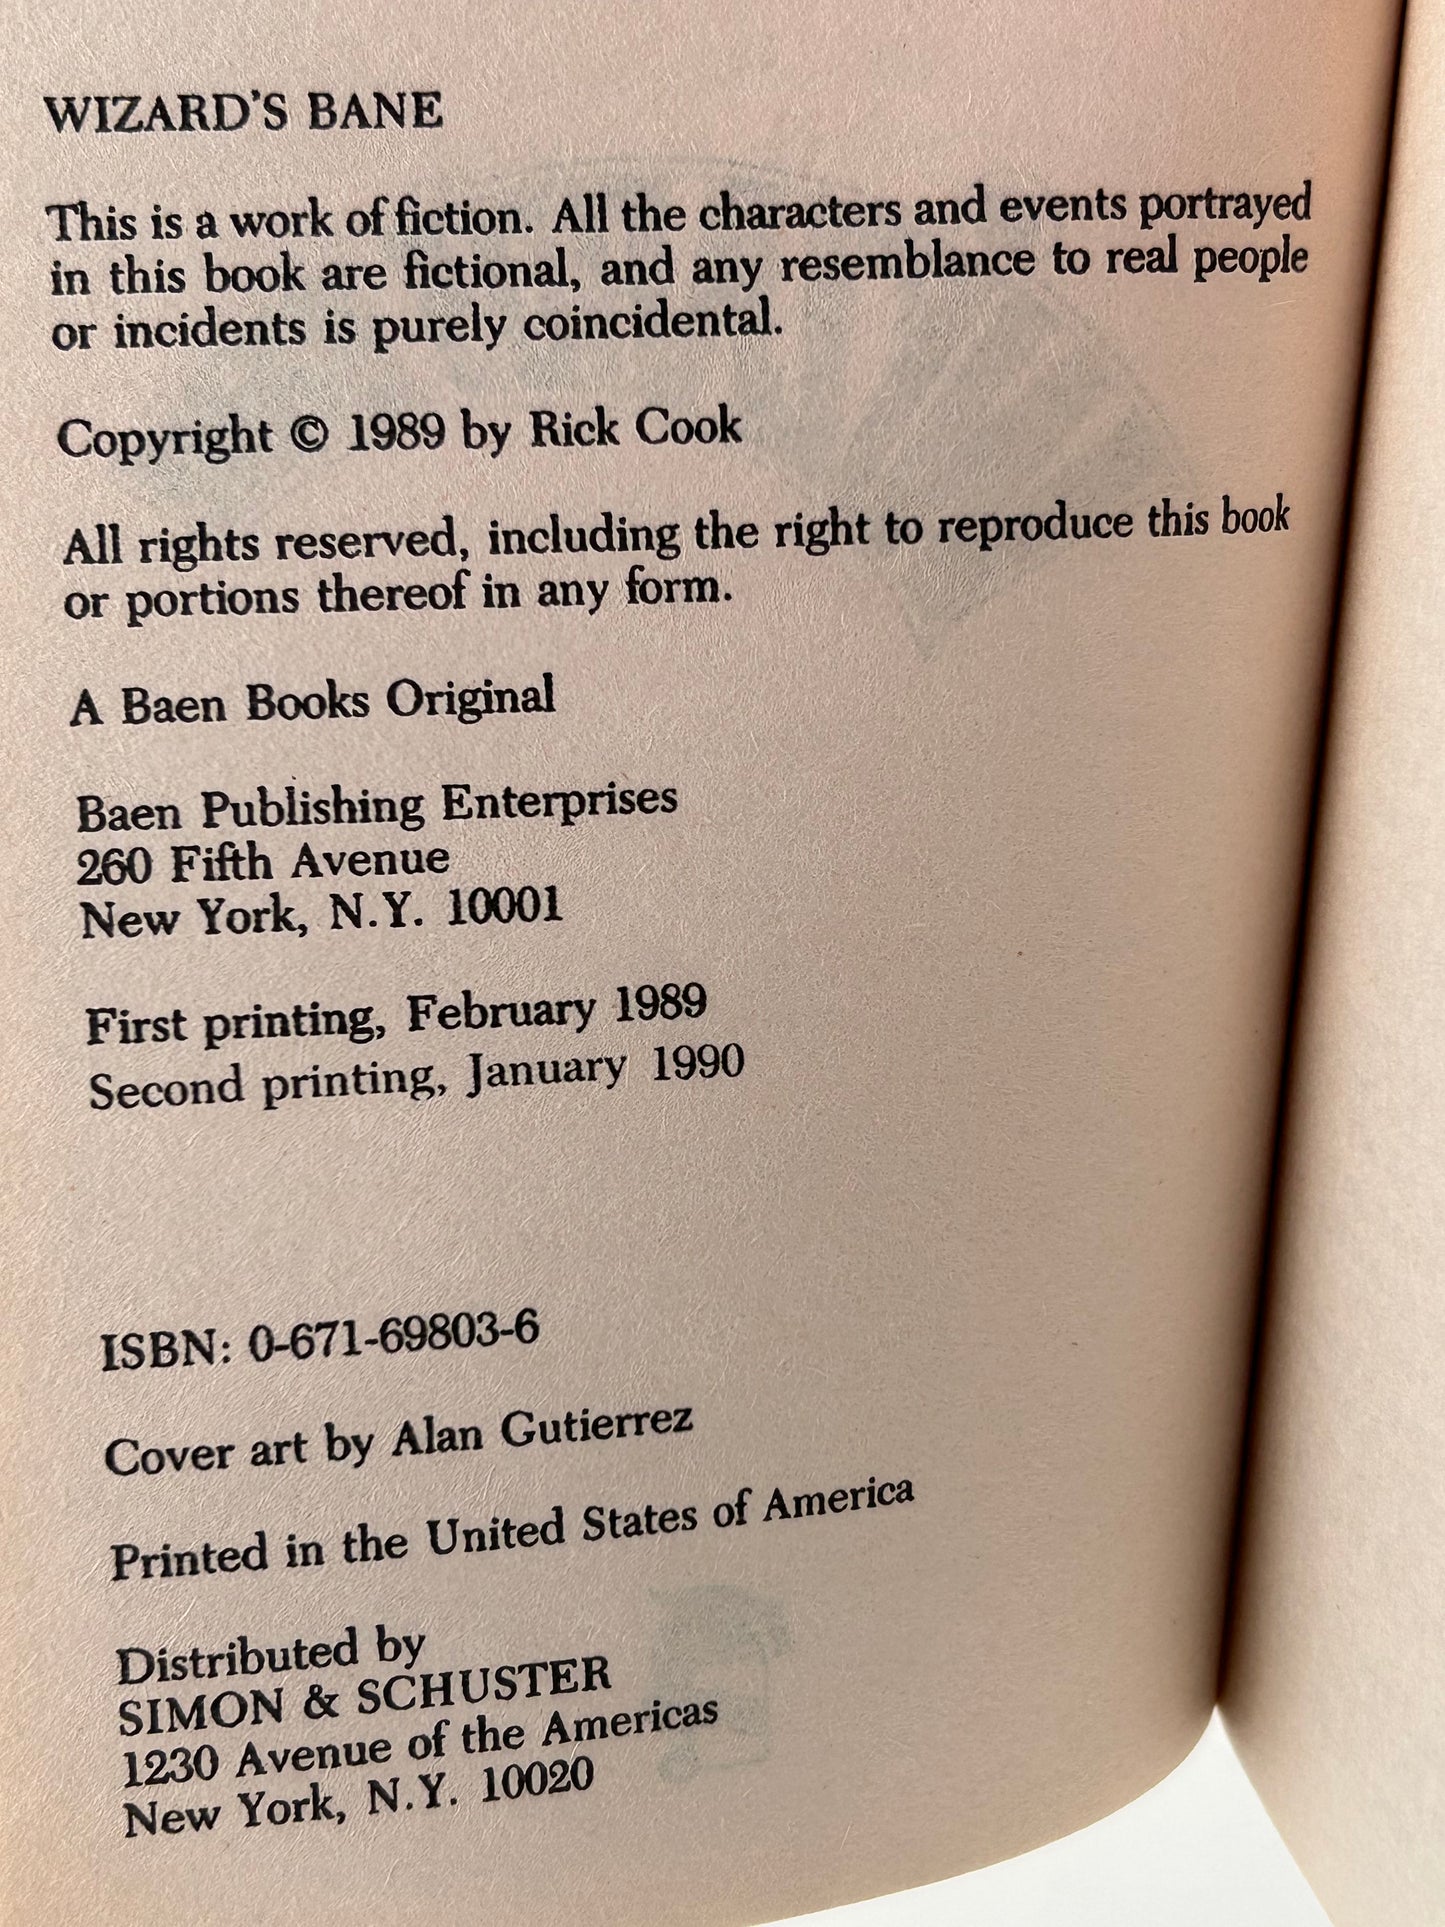 WIZARD'S BANE
This is a work of fiction. All the characters and events portrayed
in this book are fictional, and any resemblance to real people
or incidents is purely coincidental.
Copyright © 1989 by Rick Cook
All rights reserved, including the right to reproduce this book
or portions thereof in any form.
A Baen Books Original
Baen Publishing Enterprises
260 Fifth Avenue
New York, N.Y. 10001
First printing, February 1989
Second printing, January 1990
ISBN: 0-671-69803-6
Cover art by Alan Gutierrez
Printed in the United States of America
Distributed by
SIMON & SCHUSTER
1230 Avenue of the Americas
New York, N.Y. 10020